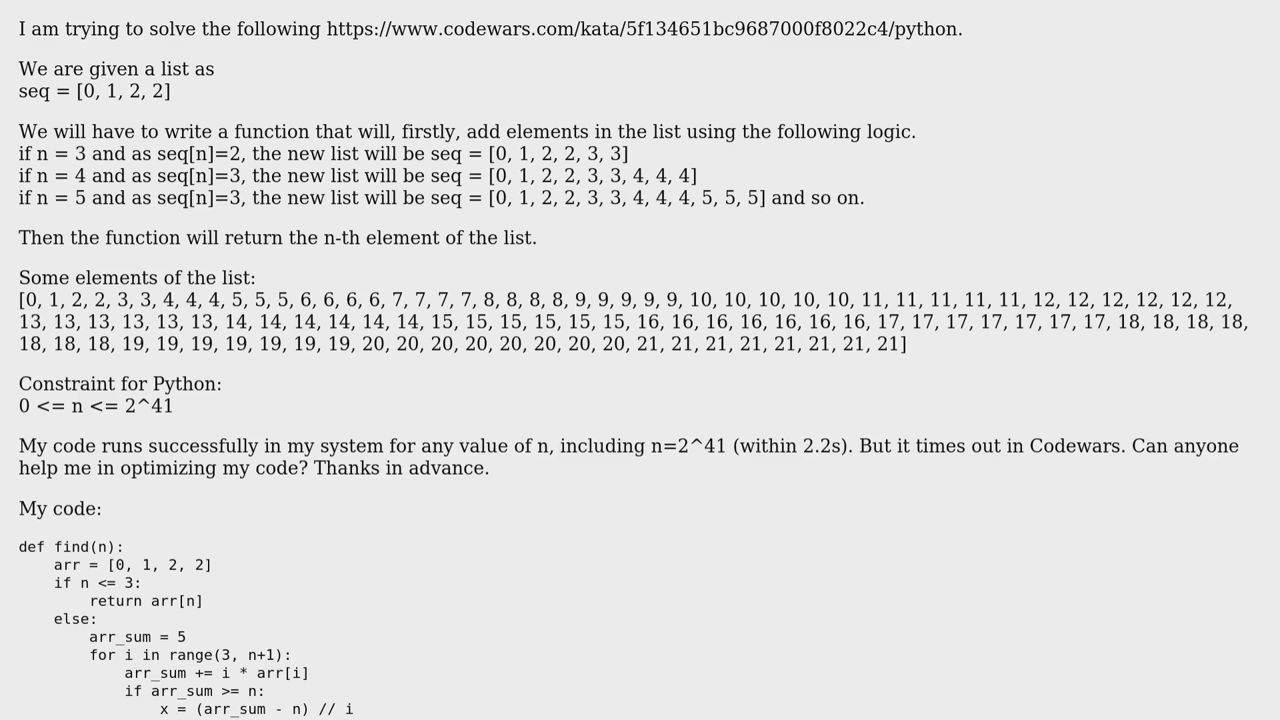 I am trying to solve the following https://www.codewars.com/kata/5f134651bc9687000f8022c4/python.
We are given a list as
seq = [0, 1, 2, 2]
We will have to write a function that will, firstly, add elements in the list using the following logic.
if n = 3 and as seq[n]=2, the new list will be seq = [0, 1, 2, 2, 3, 3]
if n = 4 and as seq[n]=3, the new list will be seq = [0, 1, 2, 2, 3, 3, 4, 4, 4]
if n = 5 and as seq[n]=3, the new list will be seq = [0, 1, 2, 2, 3, 3, 4, 4, 4, 5, 5, 5] and so on.
Then the function will return the n-th element of the list.
Some elements of the list:
[0, 1, 2, 2, 3, 3, 4, 4, 4, 5, 5, 5, 6, 6, 6, 6, 7, 7, 7, 7, 8, 8, 8, 8, 9, 9, 9, 9, 9, 10, 10, 10, 10, 10, 11, 11, 11, 11, 11, 12, 12, 12, 12, 12, 12,
13, 13, 13, 13, 13, 13, 14, 14, 14, 14, 14, 14, 15, 15, 15, 15, 15, 15, 16, 16, 16, 16, 16, 16, 16, 17, 17, 17, 17, 17, 17, 17, 18, 18, 18, 18,
18, 18, 18, 19, 19, 19, 19, 19, 19, 19, 20, 20, 20, 20, 20, 20, 20, 20, 21, 21, 21, 21, 21, 21, 21, 21]
Constraint for Python:
0 <= n <= 2^41
My code runs successfully in my system for any value of n, including n=2^41 (within 2.2s). But it times out in Codewars. Can anyone
help me in optimizing my code? Thanks in advance.
My code:
def find(n):
    arr = [0, 1, 2, 2]
    if n <= 3:
        return arr[n]
    else:
        arr_sum = 5
        for i in range(3, n+1):
            arr_sum += i * arr[i]
            if arr_sum >= n:
                x = (arr_sum - n) // i